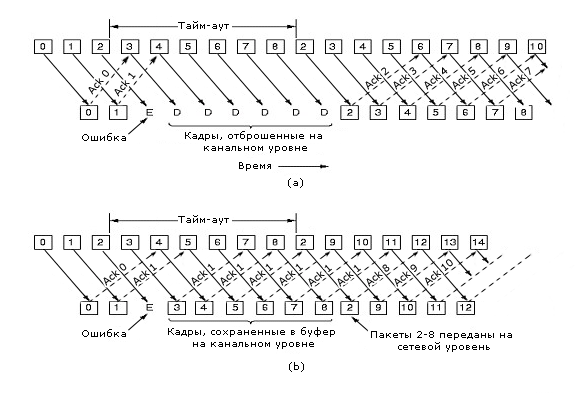 Тайм-аут
0 1 2 3 4 5 6 7 8 2 3 4 5 6 7 8 9 10
Ack 0 Ack 1 Ack 2 Ack 3 Ack 4 Ack 5 Ack 6 Ack 7
0 1 E D D D D D D 2 3 4 5 6 7 8
Ошибка
Кадры, отброшенные на
канальном уровне
Время
(a)
Тайм-аут
0 1 2 3 4 5 6 7 8 2 9 10 11 12 13 14
Ack 0 Ack 1 Ack 1 Ack 1 Ack 1 Ack 1 Ack 1 Ack 1 Ack 8 Ack 9 Ack 10
0 1 E 3 4 5 6 7 8 2 9 10 11 12
Ошибка
Кадры, сохраненные в буфер
на канальном уровне
Пакеты 2-8 переданы на
сетевой уровень
(b)